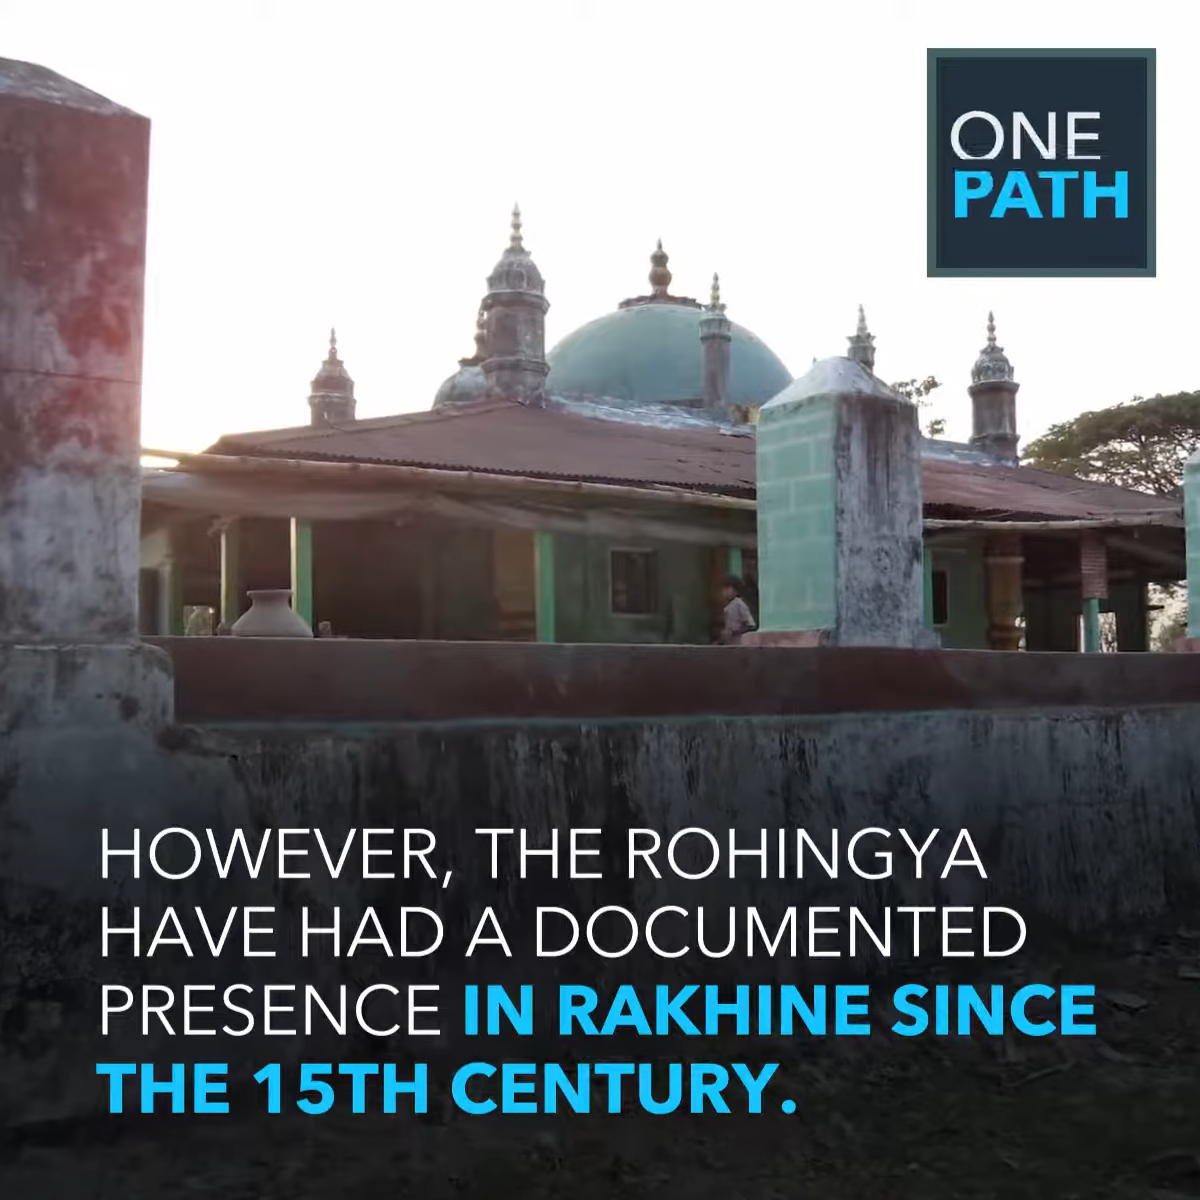 ONE
PATH
HOWEVER, THE ROHINGYA
HAVE HAD A DOCUMENTED
PRESENCE IN RAKHINE SINCE
THE 15TH CENTURY.